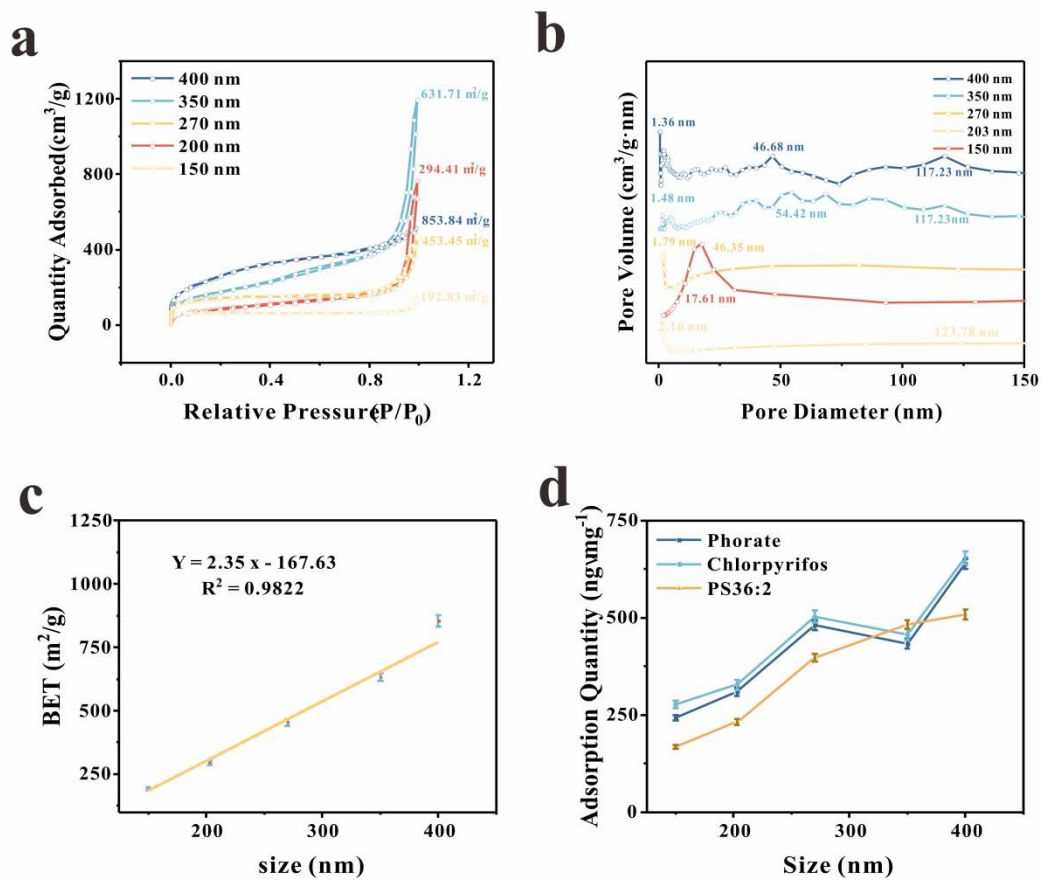 a
400 nm
350 nm
270 nm
200 nm
150 nm
631.71 m²/g
294.41 m²/g
853.84 m²/g
453.45 m²/g
192.83 m²/g
1200
800
400
0
0.0 0.4 0.8 1.2
Quantity Adsorbed(cm³/g)
Relative Pressure(P/P₀)
b
400 nm
350 nm
270 nm
203 nm
150 nm
1.36 nm
46.68 nm
117.23 nm
1.48 nm
54.42 nm
117.23nm
1.79 nm
46.35 nm
17.61 nm
2.16 nm
123.78 nm
0 50 100 150
Pore Volume (cm³/g·nm)
Pore Diameter (nm)
c
1250
1000
750
500
250
Y = 2.35 x - 167.63
R² = 0.9822
200 300 400
BET (m²/g)
size (nm)
d
750
500
250
0
Phorate
Chlorpyrifos
PS36:2
200 300 400
Adsorption Quantity (ngvmg⁻¹)
Size (nm)